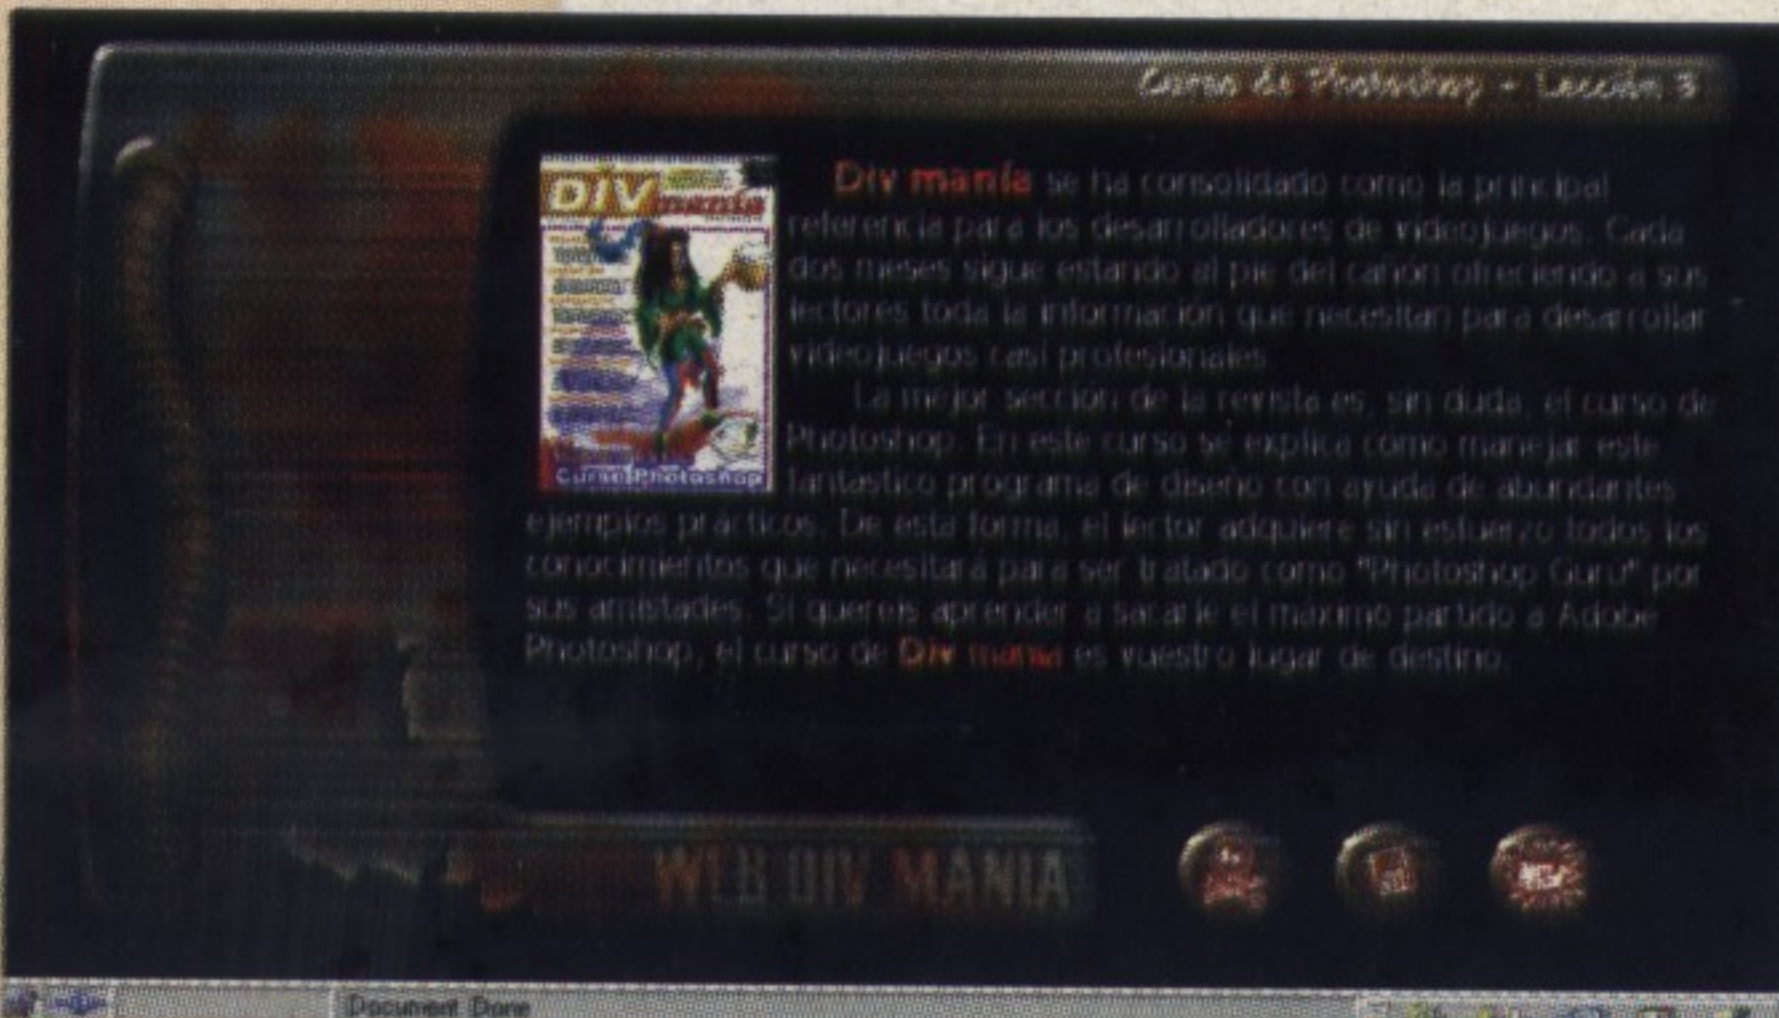 Curso de Photoshop - Lección 3
DIV manía
Curso Photoshop
Div manía se ha consolidado como la principal
referencia para los desarrolladores de videojuegos. Cada
dos meses sigue estando al pie del cañón ofreciendo a sus
lectores toda la información que necesitan para desarrollar
videojuegos casi profesionales.
La mejor sección de la revista es, sin duda, el curso de
Photoshop. En este curso se explica cómo manejar este
fantástico programa de diseño con ayuda de abundantes
ejemplos prácticos. De esta forma, el lector adquiere sin esfuerzo todos los
conocimientos que necesitará para ser tratado como "Photoshop Guru" por
sus amistades. Si queréis aprender a sacarle el máximo partido a Adobe
Photoshop, el curso de Div manía es vuestro lugar de destino.
WEB DIV MANIA
Document Done